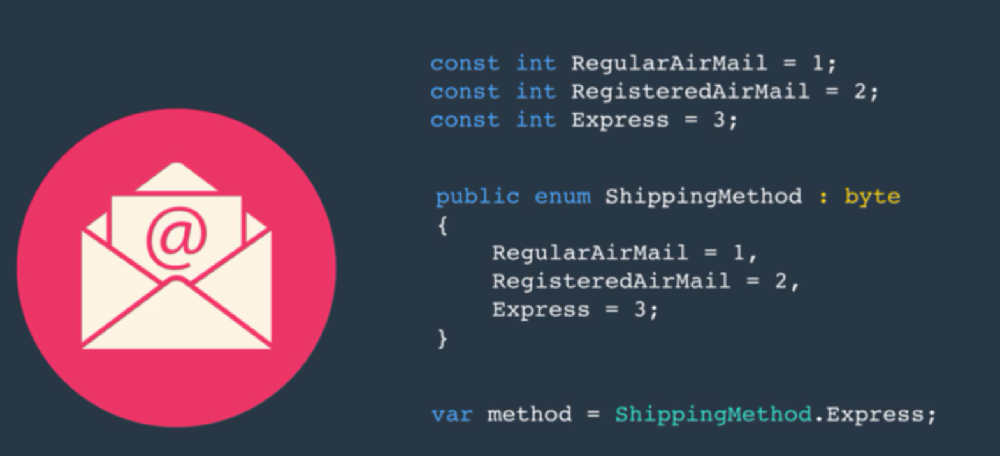 const int RegularAirMail = 1;
const int RegisteredAirMail = 2;
const int Express = 3;
public enum ShippingMethod : byte
{
    RegularAirMail = 1,
    RegisteredAirMail = 2,
    Express = 3;
}
var method = ShippingMethod.Express;
@